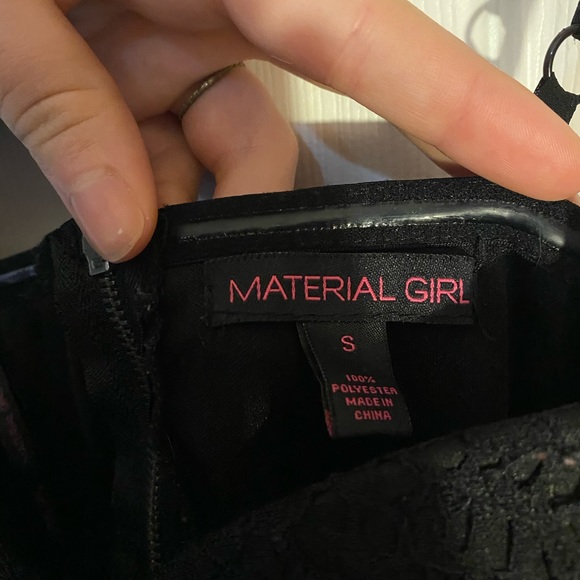 MATERIAL GIRL
S
100%
POLYESTER
MADE IN
CHINA